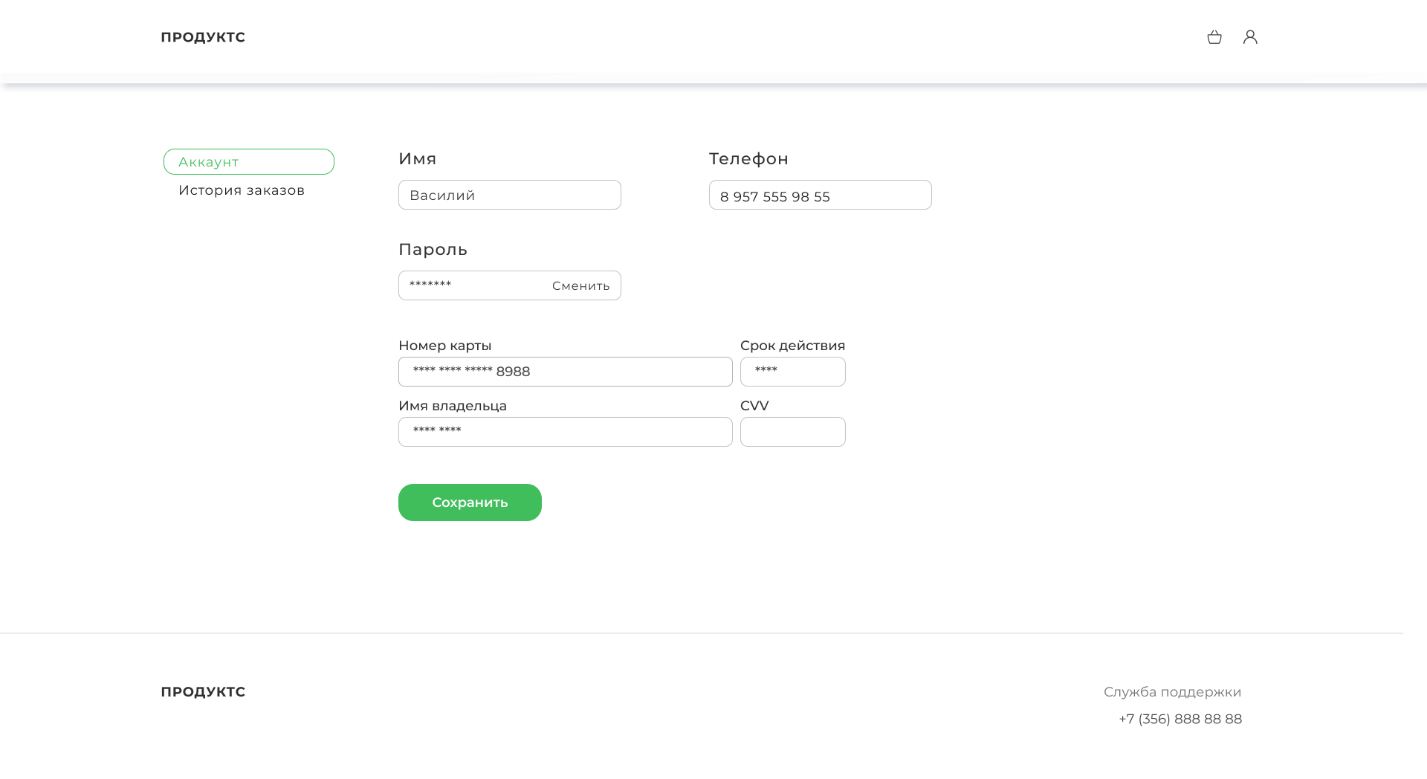 ПРОДУКТС
Аккаунт
История заказов
Имя
Телефон
Василий
8 957 555 98 55
Пароль
*******
Сменить
Номер карты
Срок действия
**** **** ***** 8988
****
Имя владельца
CVV
**** ****
Сохранить
ПРОДУКТС
Служба поддержки
+7 (356) 888 88 88